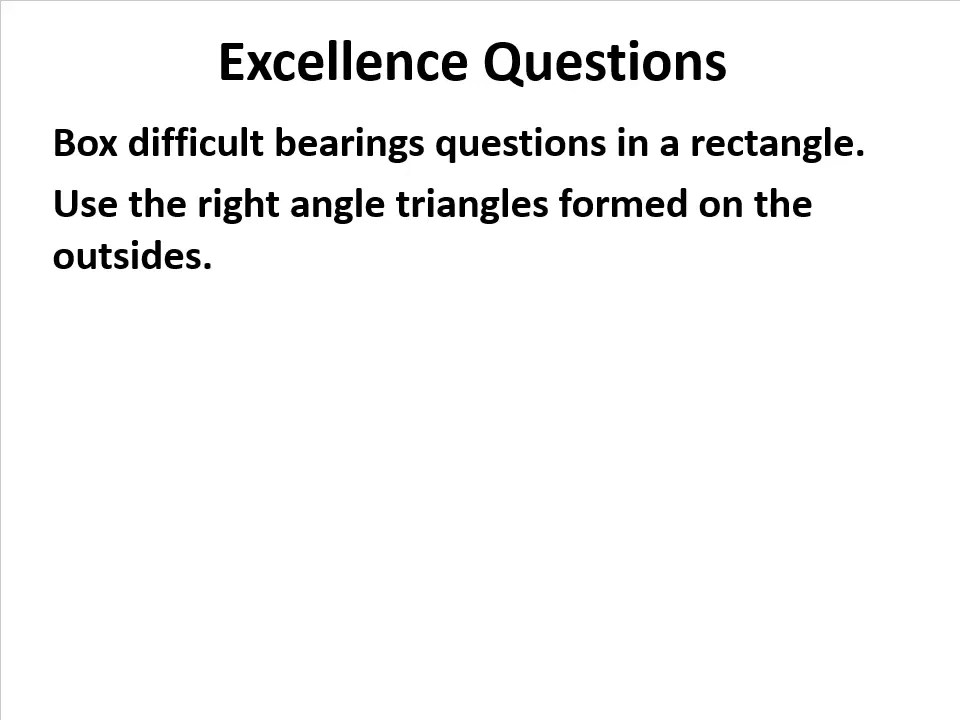 Excellence Questions
Box difficult bearings questions in a rectangle.
Use the right angle triangles formed on the
outsides.